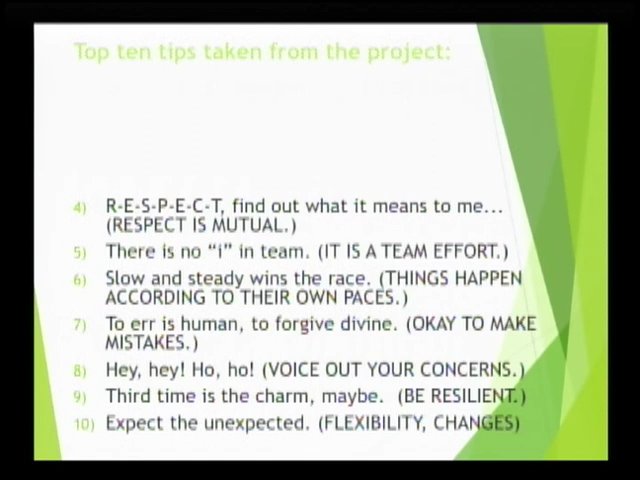 Top ten tips taken from the project:
4) R-E-S-P-E-C-T, find out what it means to me...
(RESPECT IS MUTUAL.)
5) There is no “i” in team. (IT IS A TEAM EFFORT.)
6) Slow and steady wins the race. (THINGS HAPPEN
ACCORDING TO THEIR OWN PACES.)
7) To err is human, to forgive divine. (OKAY TO MAKE
MISTAKES.)
8) Hey, hey! Ho, ho! (VOICE OUT YOUR CONCERNS.)
9) Third time is the charm, maybe. (BE RESILIENT.)
10) Expect the unexpected. (FLEXIBILITY, CHANGES)